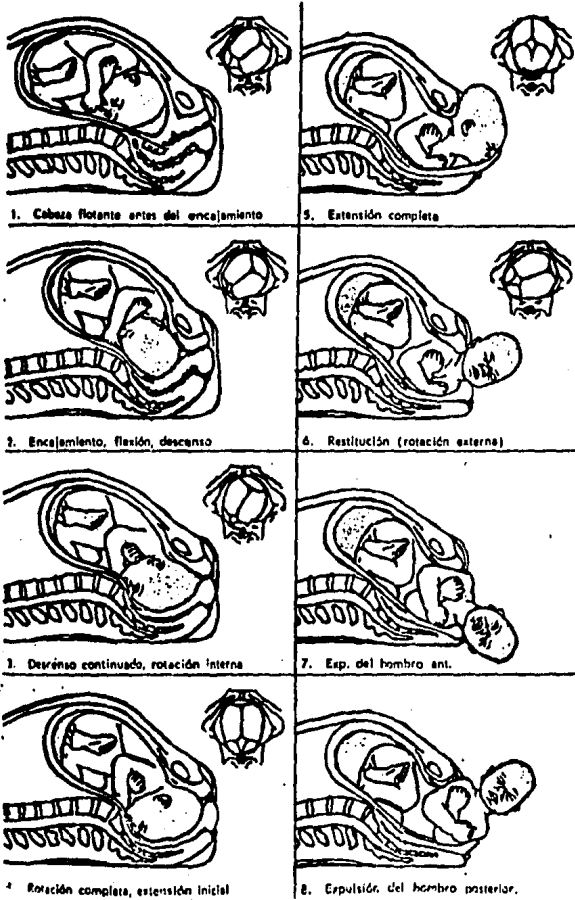 1. Cabeza flotante antes del encajamiento
2. Encajamiento, flexión, descenso
3. Descenso continuado, rotación interna
4 Rotación completa, extensión inicial
5. Extensión completa
6. Restitución (rotación externa)
7. Exp. del hombro ant.
8. Expulsión del hombro posterior.